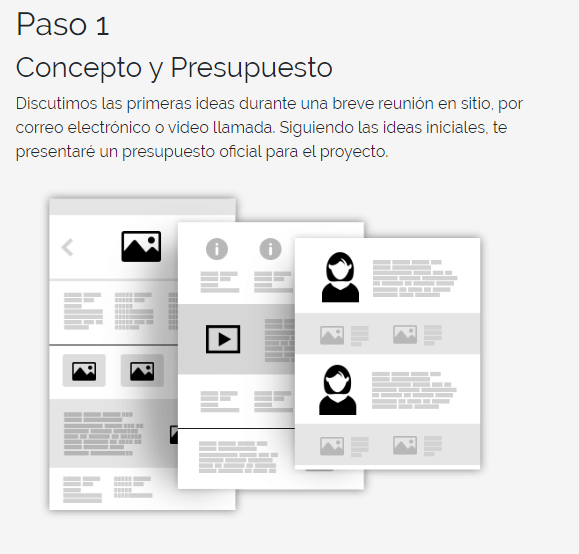 Paso 1
Concepto y Presupuesto
Discutimos las primeras ideas durante una breve reunión en sitio, por
correo electrónico o video llamada. Siguiendo las ideas iniciales, te
presentaré un presupuesto oficial para el proyecto.